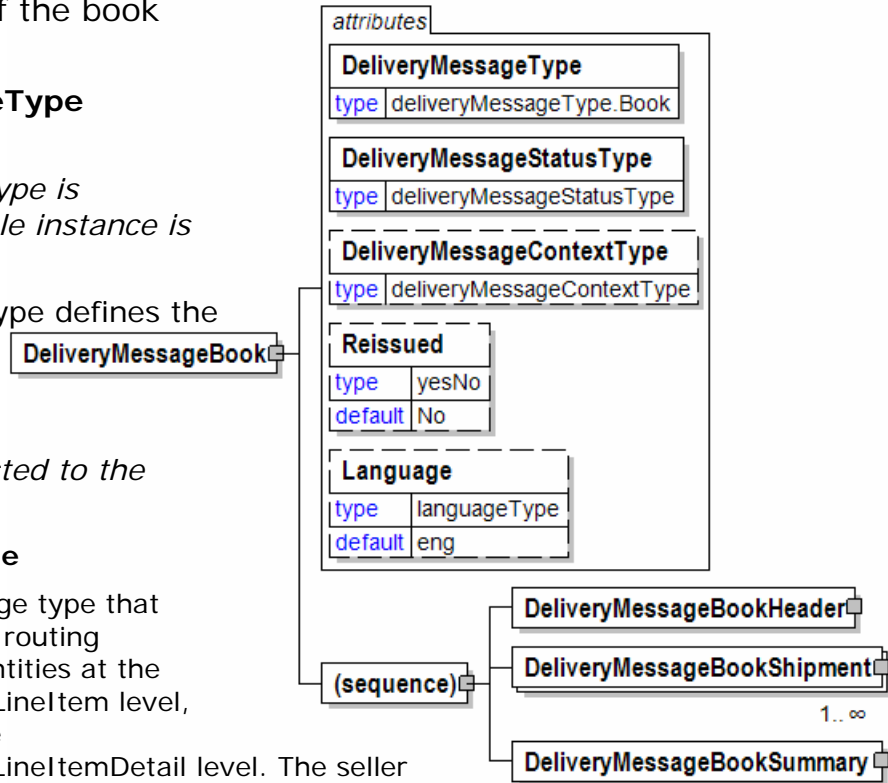 f the book
eType
ype is
le instance is
ype defines the
cted to the
e
ge type that
routing
ntities at the
LineItem level,
e
LineItemDetail level. The seller
DeliveryMessageBook
attributes
DeliveryMessageType
type deliveryMessageType.Book
DeliveryMessageStatusType
type deliveryMessageStatusType
DeliveryMessageContextType
type deliveryMessageContextType
Reissued
type yesNo
default No
Language
type languageType
default eng
(sequence)
DeliveryMessageBookHeader
DeliveryMessageBookShipment
1.. ∞
DeliveryMessageBookSummary